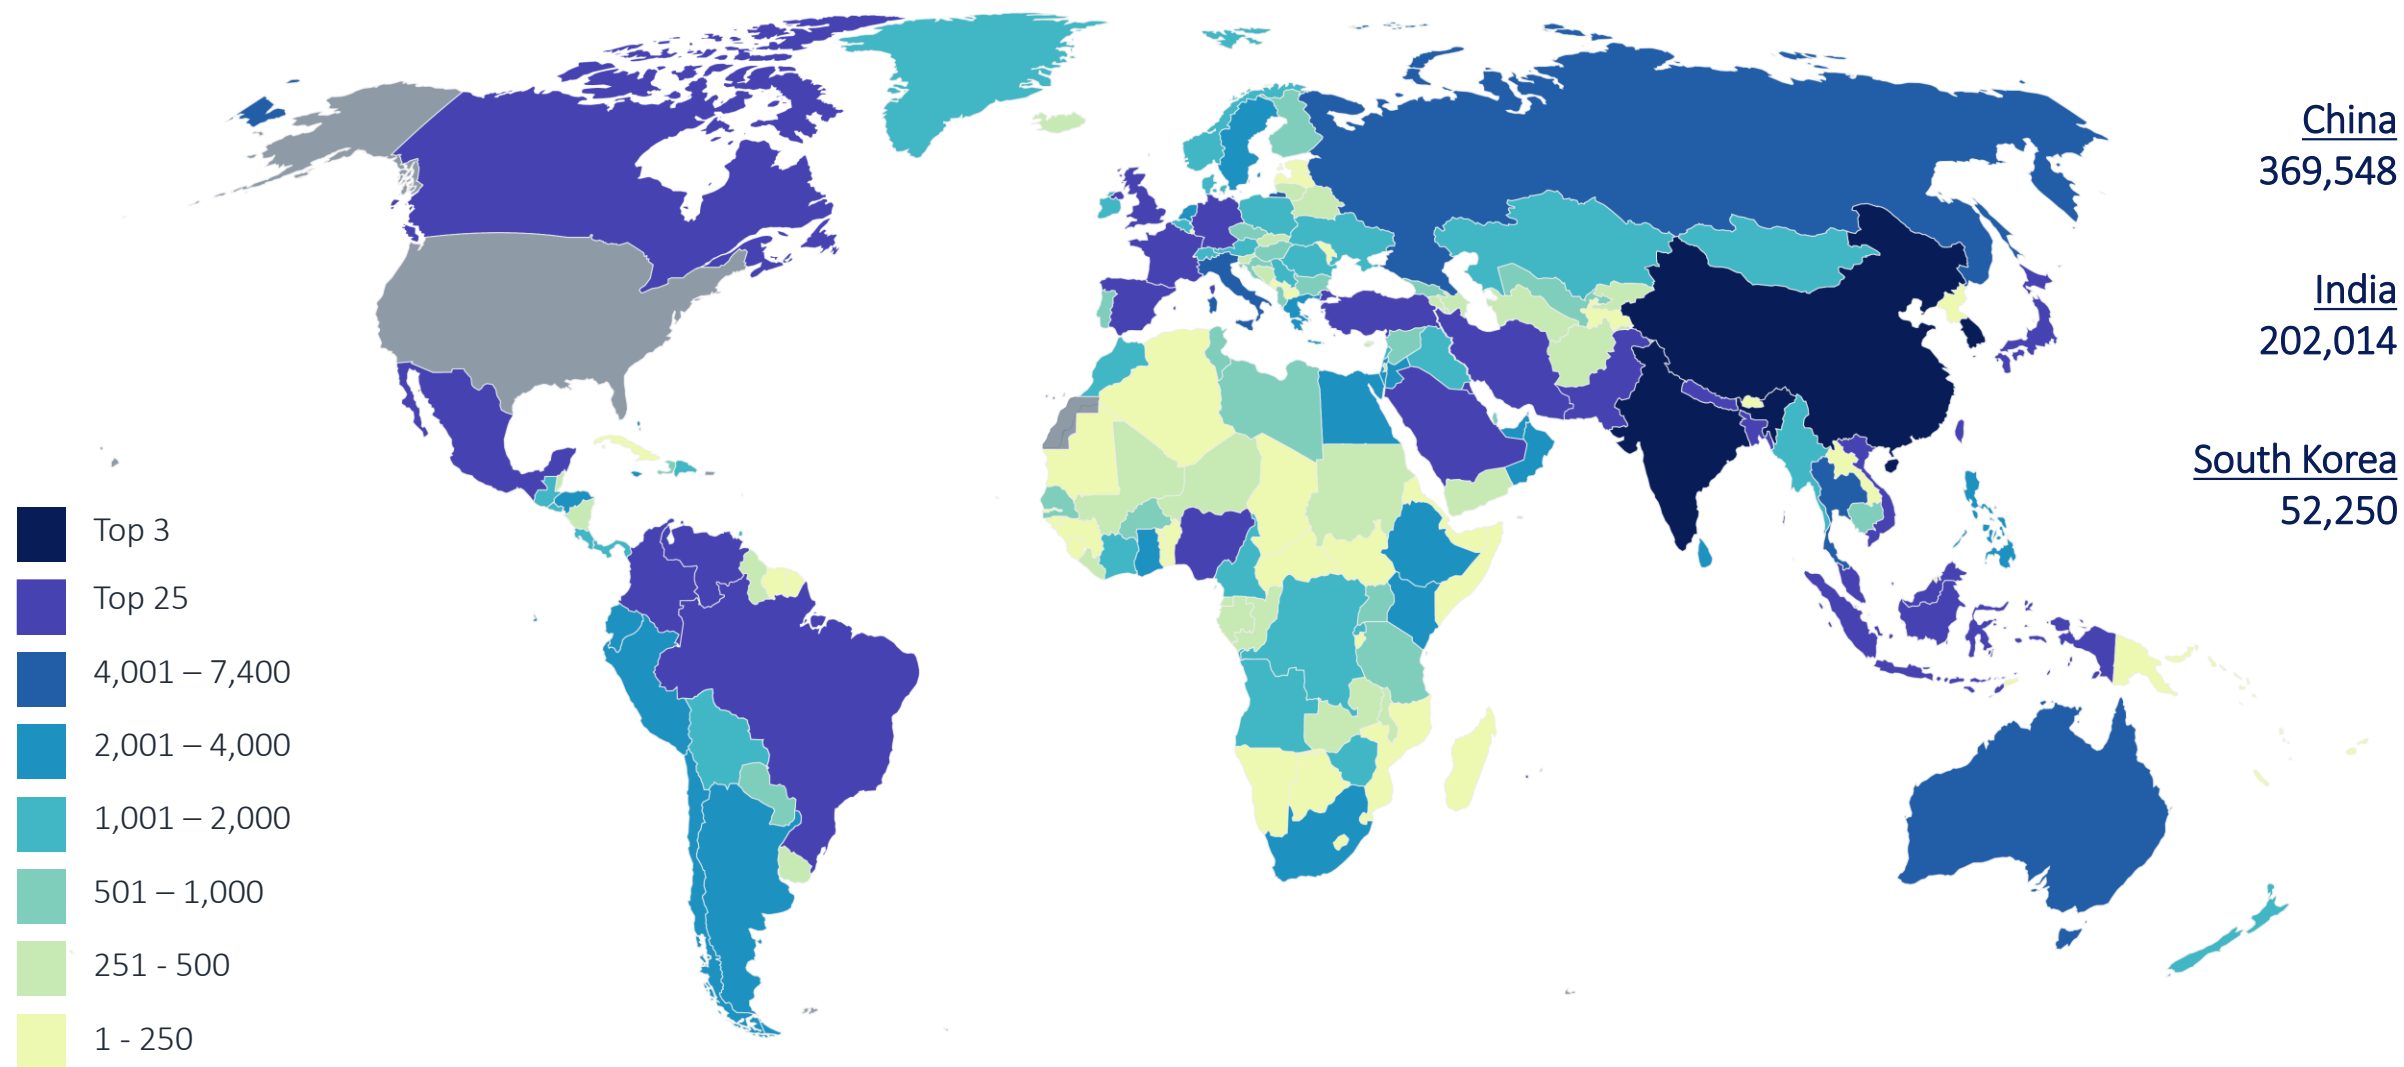 China
369,548
India
202,014
South Korea
52,250
Top 3
Top 25
4,001 – 7,400
2,001 – 4,000
1,001 – 2,000
501 – 1,000
251 - 500
1 - 250